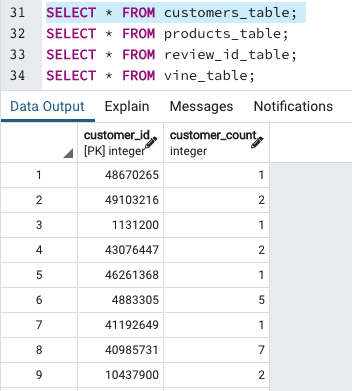 31 SELECT * FROM customers_table;
32 SELECT * FROM products_table;
33 SELECT * FROM review_id_table;
34 SELECT * FROM vine_table;
Data Output Explain Messages Notifications
customer_id customer_count
[PK] integer integer
1 48670265 1
2 49103216 2
3 1131200 1
4 43076447 2
5 46261368 1
6 4883305 5
7 41192649 1
8 40985731 7
9 10437900 2